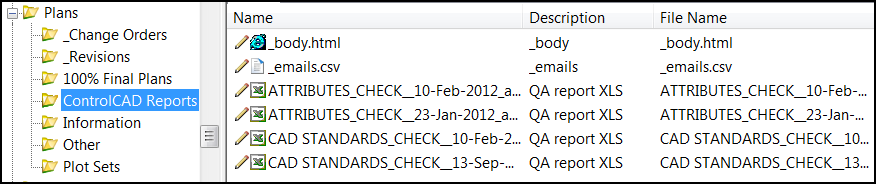 Plans
_Change Orders
_Revisions
100% Final Plans
ControlCAD Reports
Information
Other
Plot Sets
Name Description File Name
_body.html _body _body.html
_emails.csv _emails _emails.csv
ATTRIBUTES_CHECK__10-Feb-2012_a... QA report XLS ATTRIBUTES_CHECK__10-Feb-...
ATTRIBUTES_CHECK__23-Jan-2012_a... QA report XLS ATTRIBUTES_CHECK__23-Jan-...
CAD STANDARDS_CHECK__10-Feb-2... QA report XLS CAD STANDARDS_CHECK__10...
CAD STANDARDS_CHECK__13-Sep-... QA report XLS CAD STANDARDS_CHECK__13...